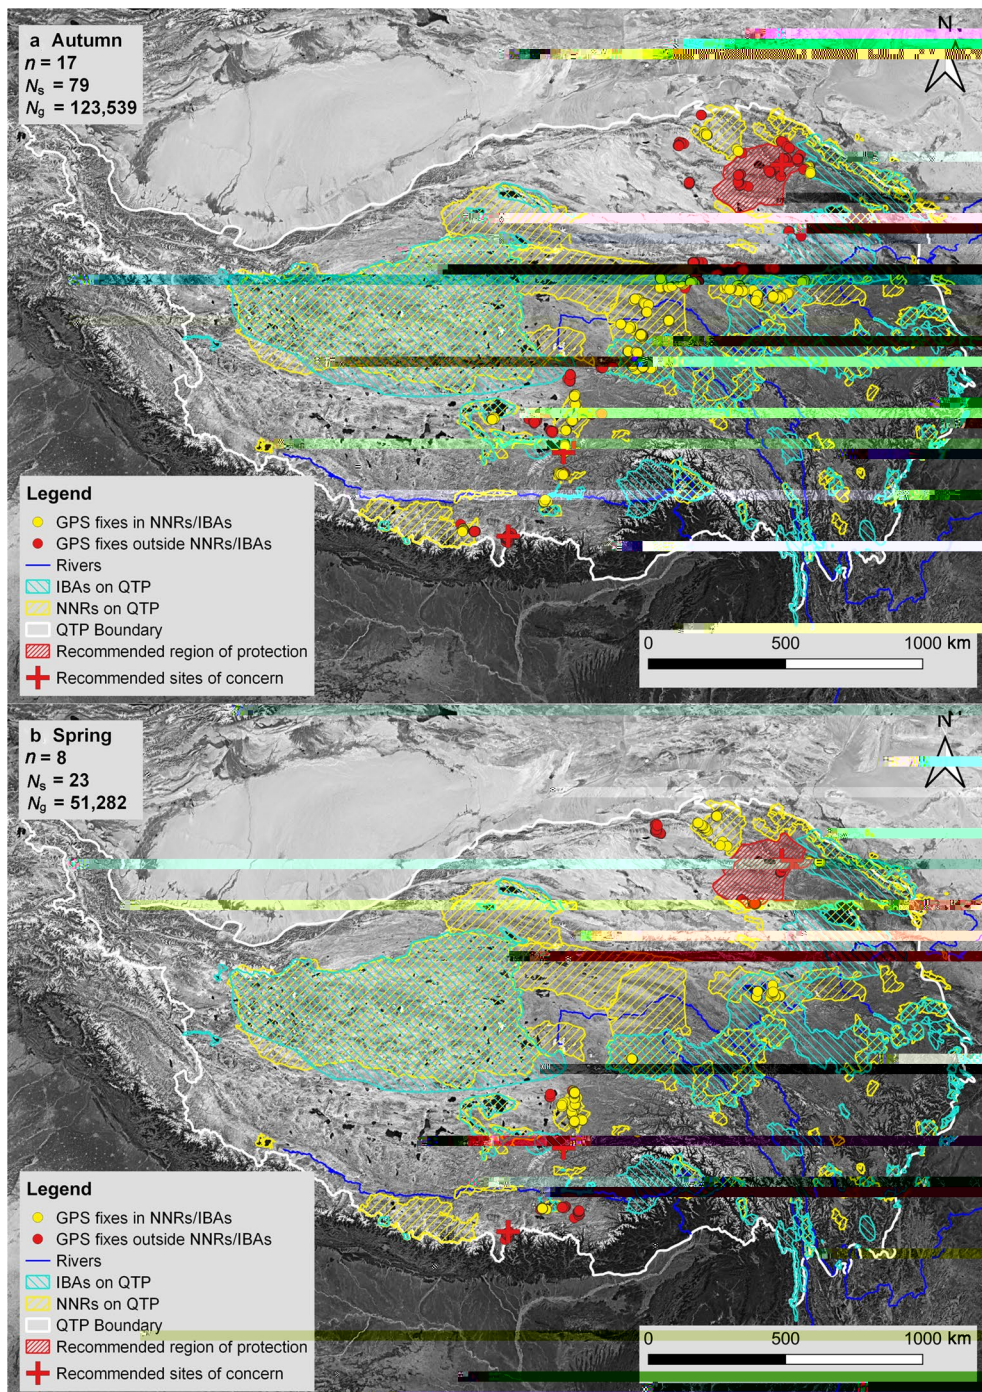 a Autumn
n = 17
Ns = 79
Ng = 123,539
N
Legend
GPS fixes in NNRs/IBAs
GPS fixes outside NNRs/IBAs
Rivers
IBAs on QTP
NNRs on QTP
QTP Boundary
Recommended region of protection
Recommended sites of concern
0 500 1000 km
b Spring
n = 8
Ns = 23
Ng = 51,282
N
Legend
GPS fixes in NNRs/IBAs
GPS fixes outside NNRs/IBAs
Rivers
IBAs on QTP
NNRs on QTP
QTP Boundary
Recommended region of protection
Recommended sites of concern
0 500 1000 km